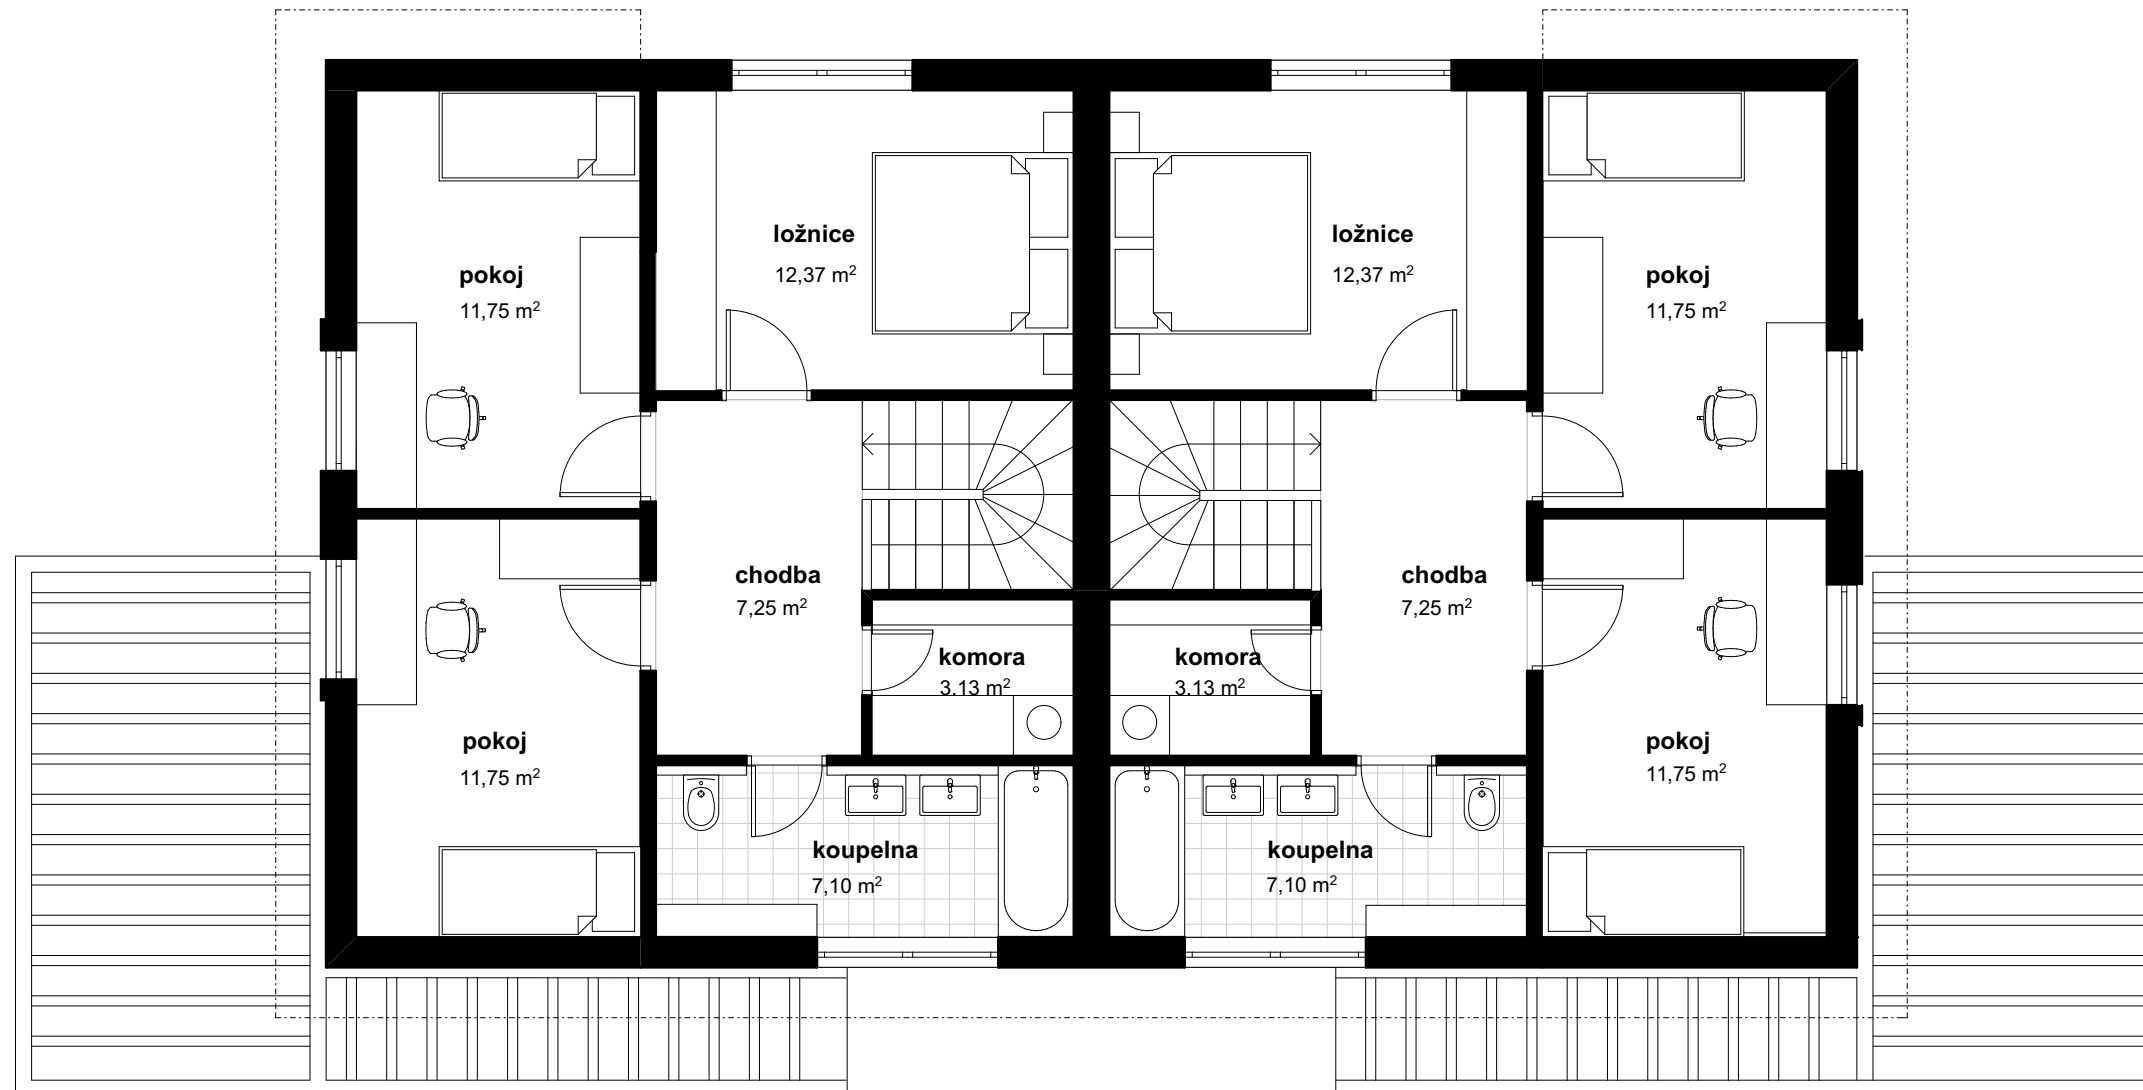 ložnice
12,37 m²
ložnice
12,37 m²
pokoj
11,75 m²
pokoj
11,75 m²
chodba
7,25 m²
chodba
7,25 m²
komora
3,13 m²
komora
3,13 m²
pokoj
11,75 m²
pokoj
11,75 m²
koupelna
7,10 m²
koupelna
7,10 m²